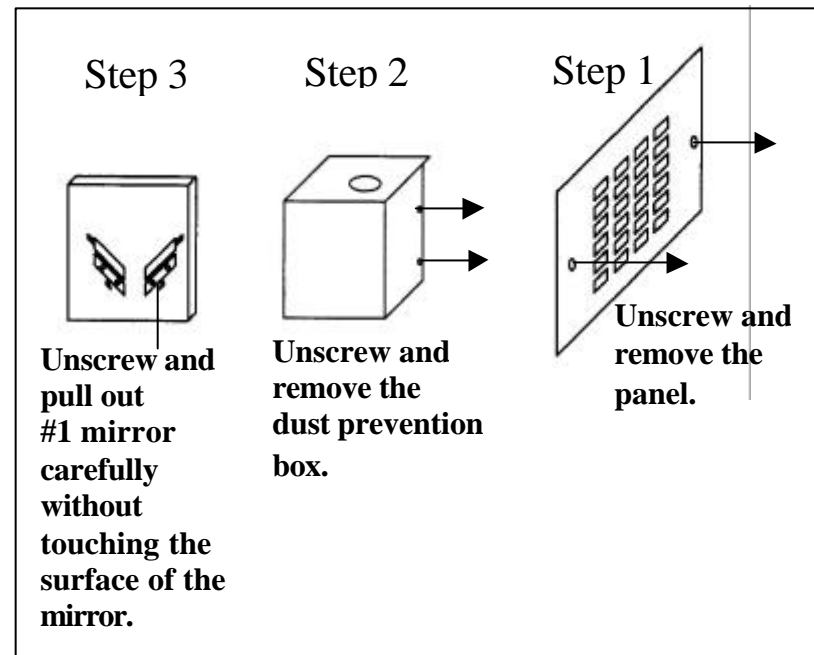 Step 3
Unscrew and
pull out
#1 mirror
carefully
without
touching the
surface of the
mirror.
Step 2
Unscrew and
remove the
dust prevention
box.
Step 1
Unscrew and
remove the
panel.